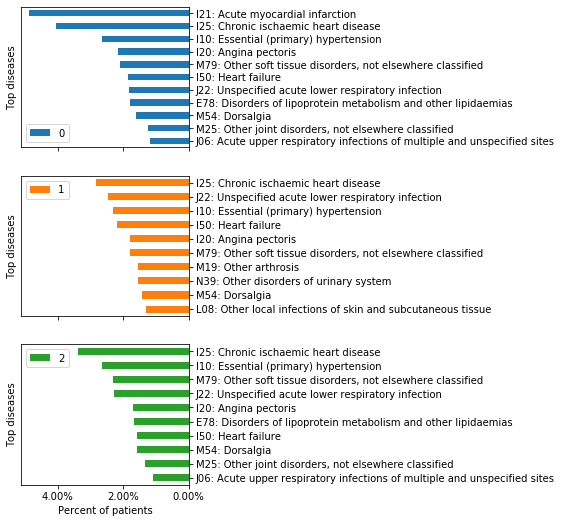 Top diseases
0
I21: Acute myocardial infarction
I25: Chronic ischaemic heart disease
I10: Essential (primary) hypertension
I20: Angina pectoris
M79: Other soft tissue disorders, not elsewhere classified
I50: Heart failure
J22: Unspecified acute lower respiratory infection
E78: Disorders of lipoprotein metabolism and other lipidaemias
M54: Dorsalgia
M25: Other joint disorders, not elsewhere classified
J06: Acute upper respiratory infections of multiple and unspecified sites
Top diseases
1
I25: Chronic ischaemic heart disease
J22: Unspecified acute lower respiratory infection
I10: Essential (primary) hypertension
I50: Heart failure
I20: Angina pectoris
M79: Other soft tissue disorders, not elsewhere classified
M19: Other arthrosis
N39: Other disorders of urinary system
M54: Dorsalgia
L08: Other local infections of skin and subcutaneous tissue
Top diseases
2
I25: Chronic ischaemic heart disease
I10: Essential (primary) hypertension
M79: Other soft tissue disorders, not elsewhere classified
J22: Unspecified acute lower respiratory infection
I20: Angina pectoris
E78: Disorders of lipoprotein metabolism and other lipidaemias
I50: Heart failure
M54: Dorsalgia
M25: Other joint disorders, not elsewhere classified
J06: Acute upper respiratory infections of multiple and unspecified sites
4.00% 2.00% 0.00%
Percent of patients